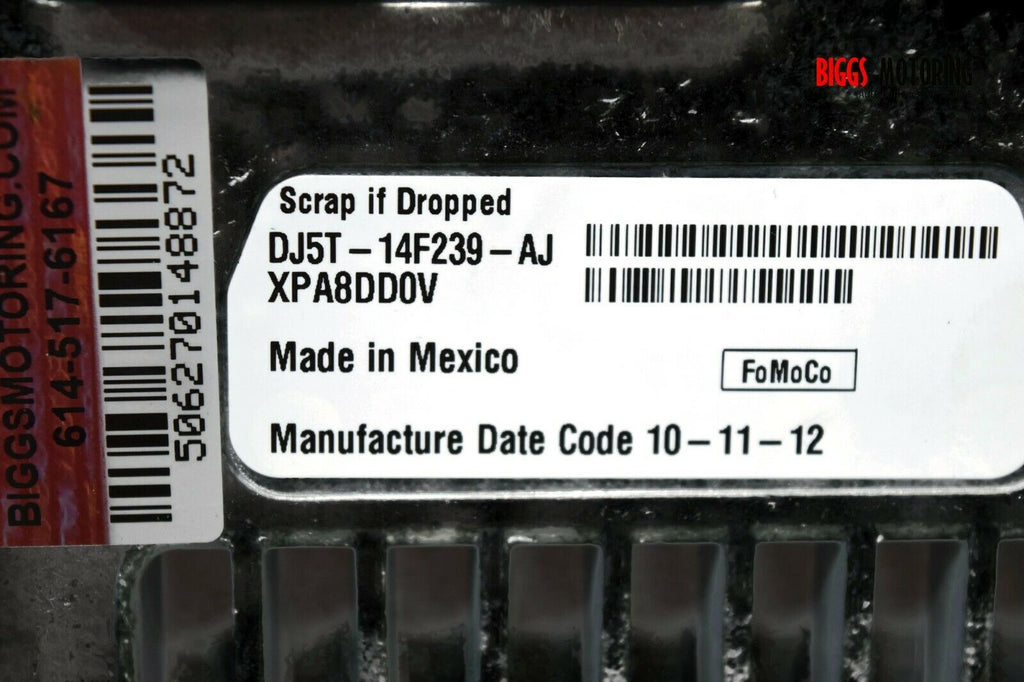 BIGGS MOTORING
BIGGSMOTORING.COM
614-517-6167
506270148872
Scrap if Dropped
DJ5T-14F239-AJ
XPA8DD0V
Made in Mexico
FoMoCo
Manufacture Date Code 10-11-12